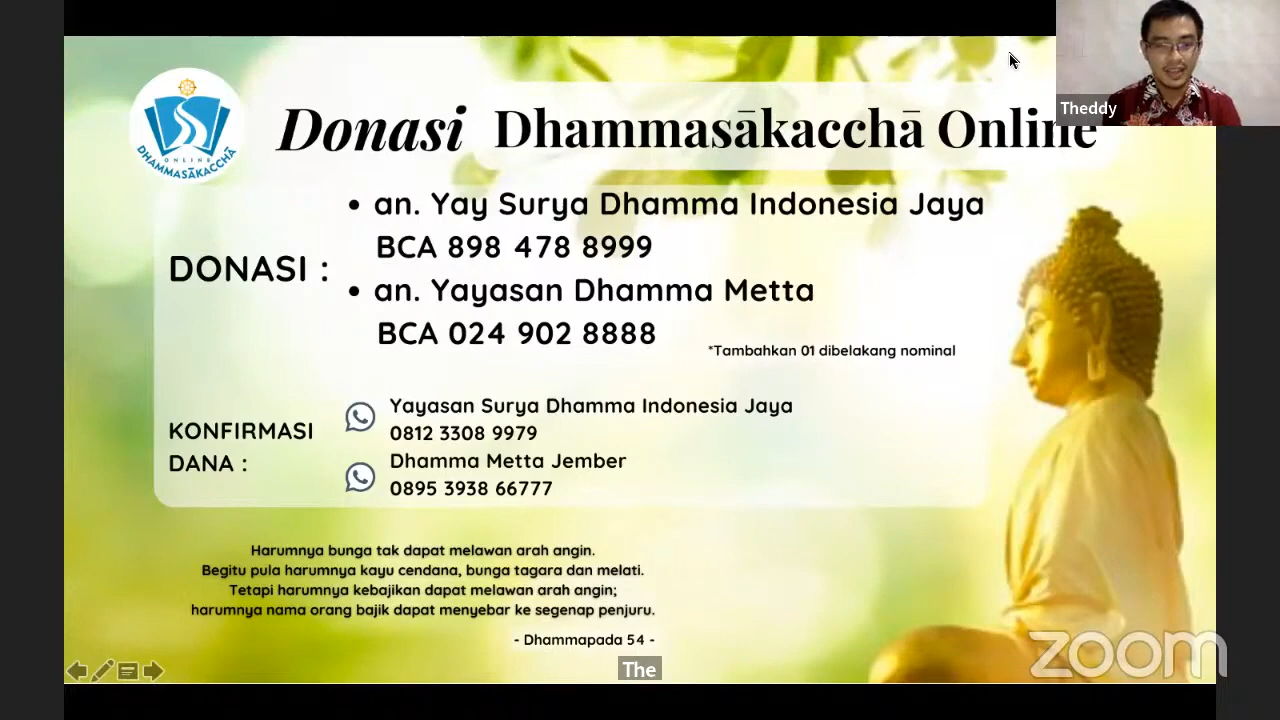 Theddy
Donasi Dhammasākacchā Online
ONLINE
DHAMMASĀKACCHĀ
DONASI :
• an. Yay Surya Dhamma Indonesia Jaya
BCA 898 478 8999
• an. Yayasan Dhamma Metta
BCA 024 902 8888
*Tambahkan 01 dibelakang nominal
KONFIRMASI
DANA :
Yayasan Surya Dhamma Indonesia Jaya
0812 3308 9979
Dhamma Metta Jember
0895 3938 66777
Harumnya bunga tak dapat melawan arah angin.
Begitu pula harumnya kayu cendana, bunga tagara dan melati.
Tetapi harumnya kebajikan dapat melawan arah angin;
harumnya nama orang bajik dapat menyebar ke segenap penjuru.
- Dhammapada 54 -
The
zoom